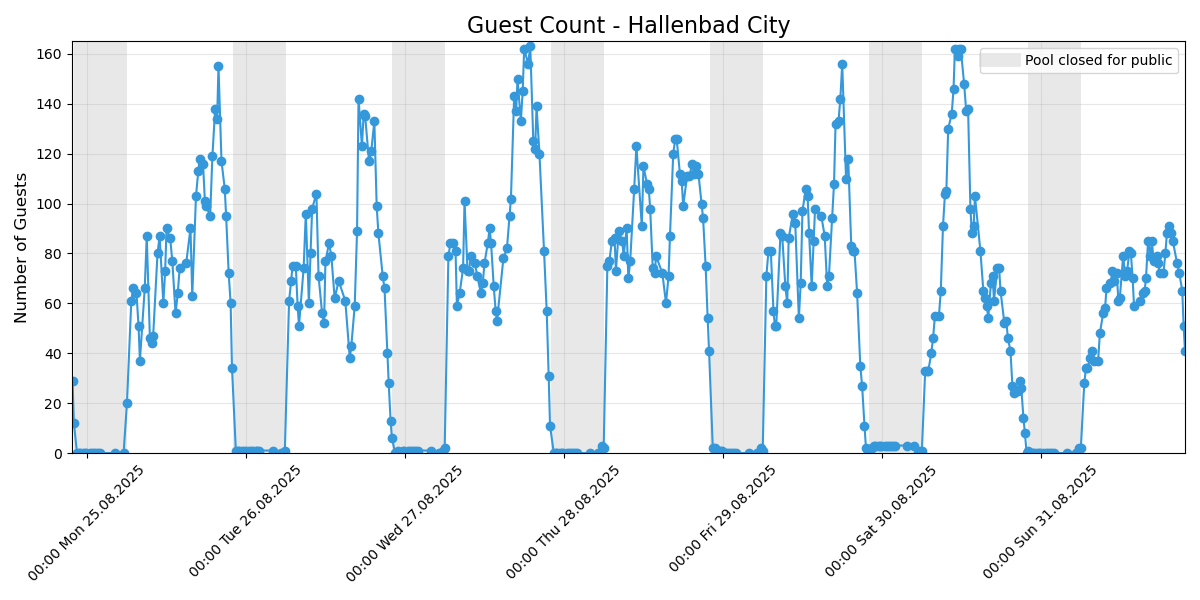 Guest Count - Hallenbad City
Pool closed for public
Number of Guests
160
140
120
100
80
60
40
20
0
00:00 Mon 25.08.2025
00:00 Tue 26.08.2025
00:00 Wed 27.08.2025
00:00 Thu 28.08.2025
00:00 Fri 29.08.2025
00:00 Sat 30.08.2025
00:00 Sun 31.08.2025